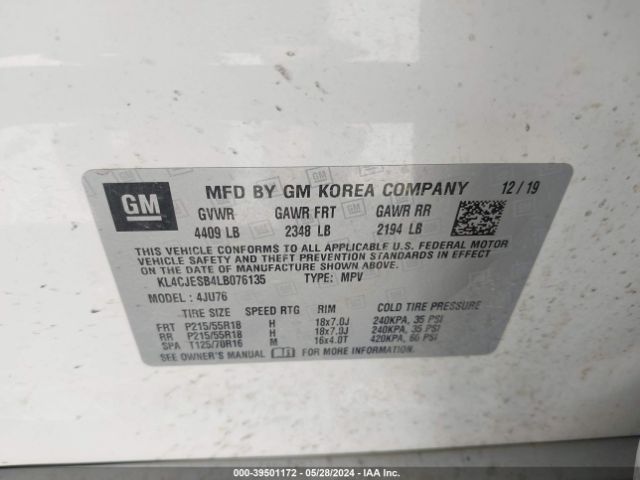 GM MFD BY GM KOREA COMPANY 12/19
GVWR GAWR FRT GAWR RR
4409 LB 2348 LB 2194 LB
THIS VEHICLE CONFORMS TO ALL APPLICABLE U.S. FEDERAL MOTOR
VEHICLE SAFETY AND THEFT PREVENTION STANDARDS IN EFFECT
ON THE DATE OF MANUFACTURE SHOWN ABOVE.
KL4CJESB4LB076135 TYPE: MPV
MODEL: 4JU76
TIRE SIZE SPEED RTG RIM COLD TIRE PRESSURE
FRT P215/55R18 H 18x7.0J 240KPA, 35 PSI
RR P215/55R18 H 18x7.0J 240KPA, 35 PSI
SPA T125/70R16 M 16x4.0T 420KPA, 60 PSI
SEE OWNER'S MANUAL FOR MORE INFORMATION.
000-39501172 - 05/28/2024 - IAA Inc.